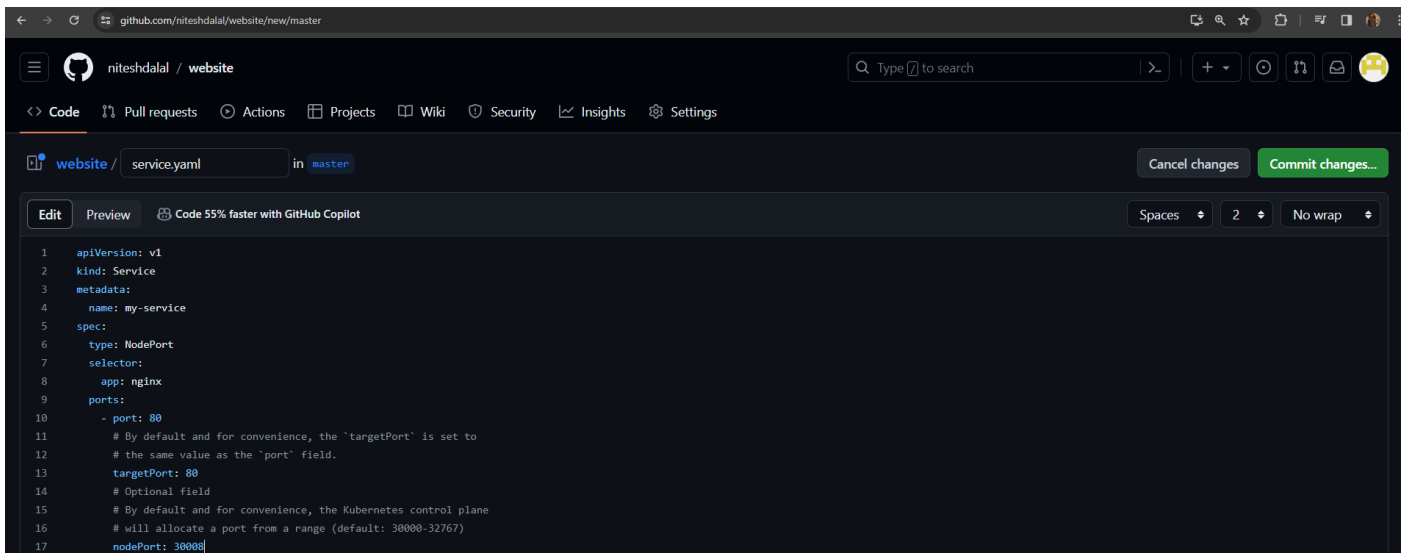 github.com/niteshdalal/website/new/master
niteshdalal / website
Type / to search
<> Code Pull requests Actions Projects Wiki Security Insights Settings
website / service.yaml in master
Cancel changes Commit changes...
Edit Preview Code 55% faster with GitHub Copilot
Spaces 2 No wrap
1 apiVersion: v1
2 kind: Service
3 metadata:
4   name: my-service
5 spec:
6   type: NodePort
7   selector:
8     app: nginx
9   ports:
10     - port: 80
11       # By default and for convenience, the `targetPort` is set to
12       # the same value as the `port` field.
13       targetPort: 80
14       # Optional field
15       # By default and for convenience, the Kubernetes control plane
16       # will allocate a port from a range (default: 30000-32767)
17       nodePort: 30008